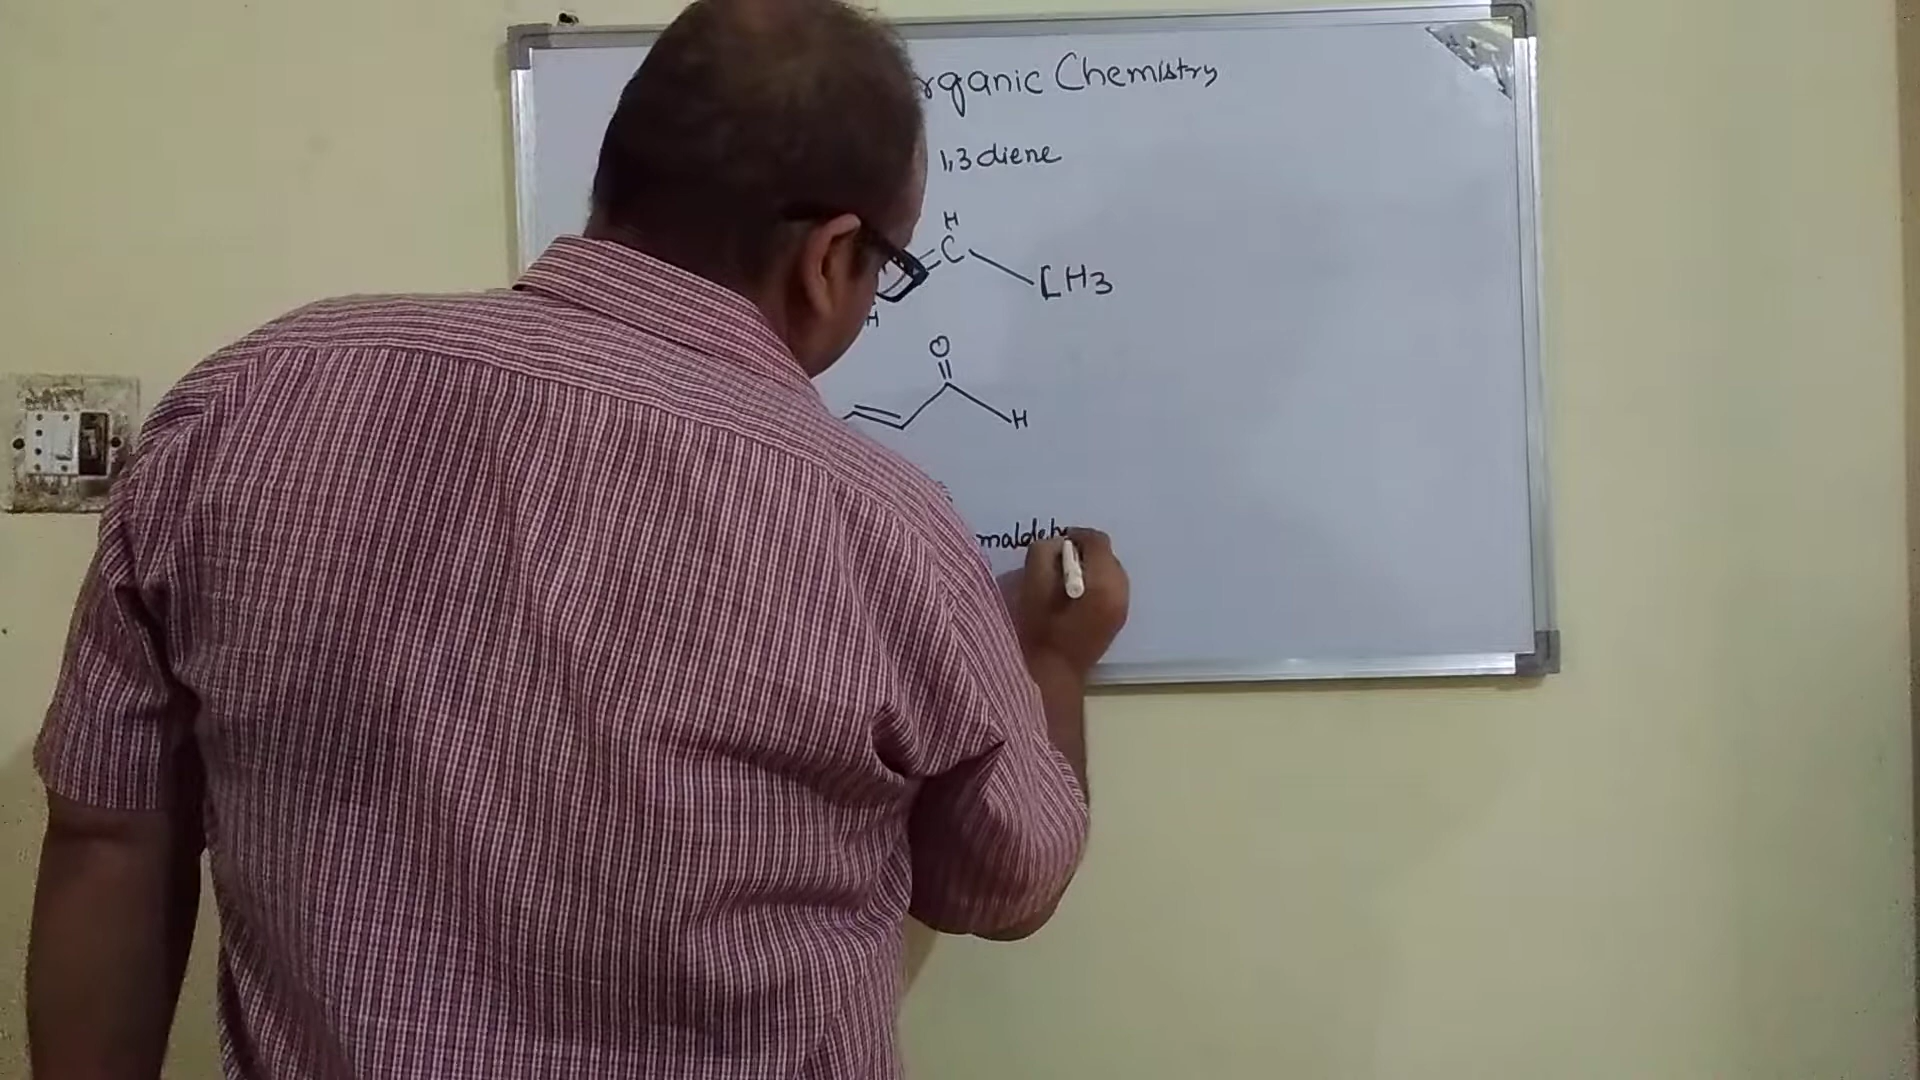 rganic Chemistry
1,3 diene
H
=C
CH3
H
O
H
maldeh